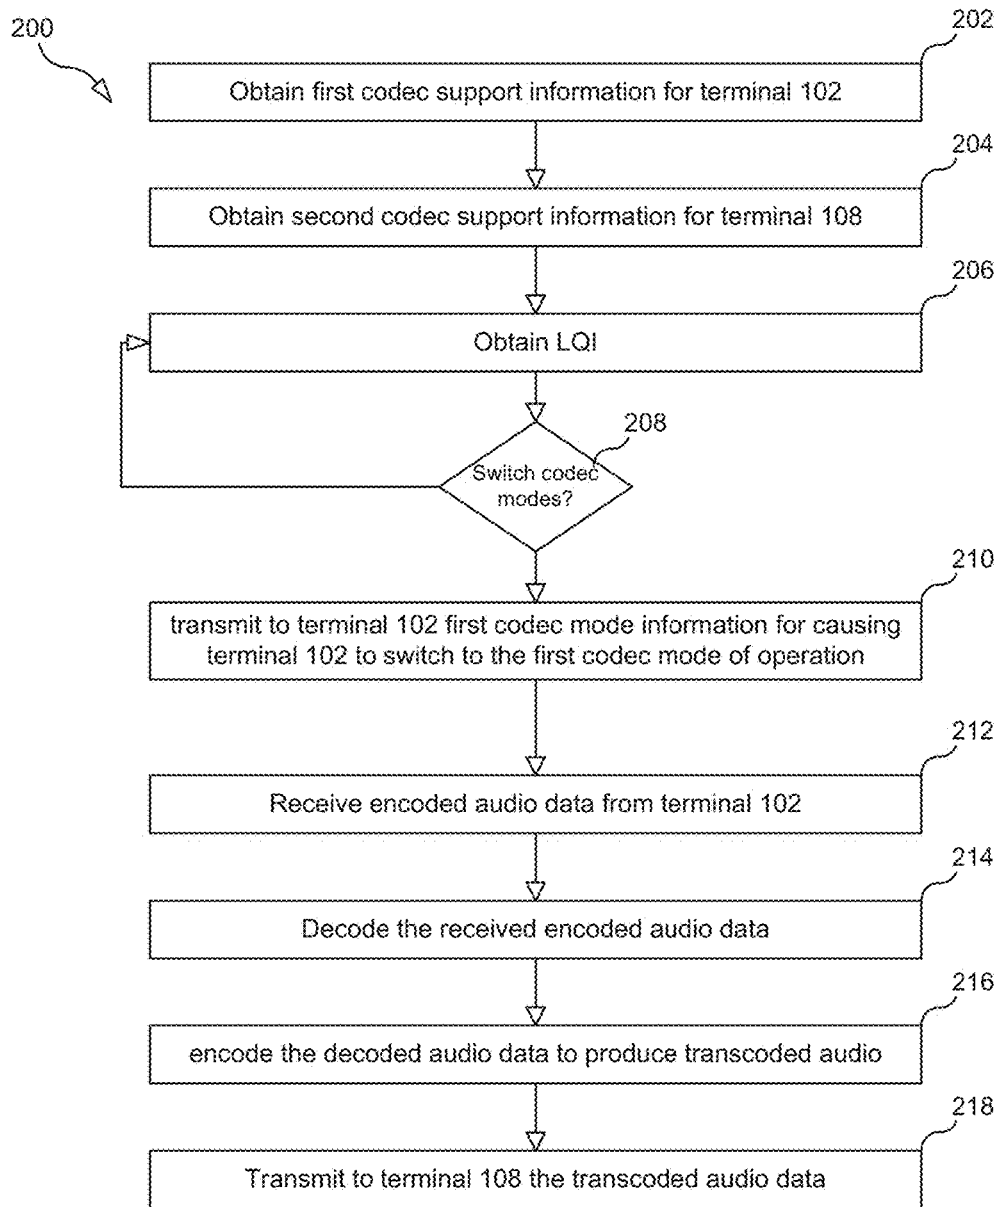 200
202
Obtain first codec support information for terminal 102
204
Obtain second codec support information for terminal 108
206
Obtain LQI
208
Switch codec
modes?
210
transmit to terminal 102 first codec mode information for causing
terminal 102 to switch to the first codec mode of operation
212
Receive encoded audio data from terminal 102
214
Decode the received encoded audio data
216
encode the decoded audio data to produce transcoded audio
218
Transmit to terminal 108 the transcoded audio data